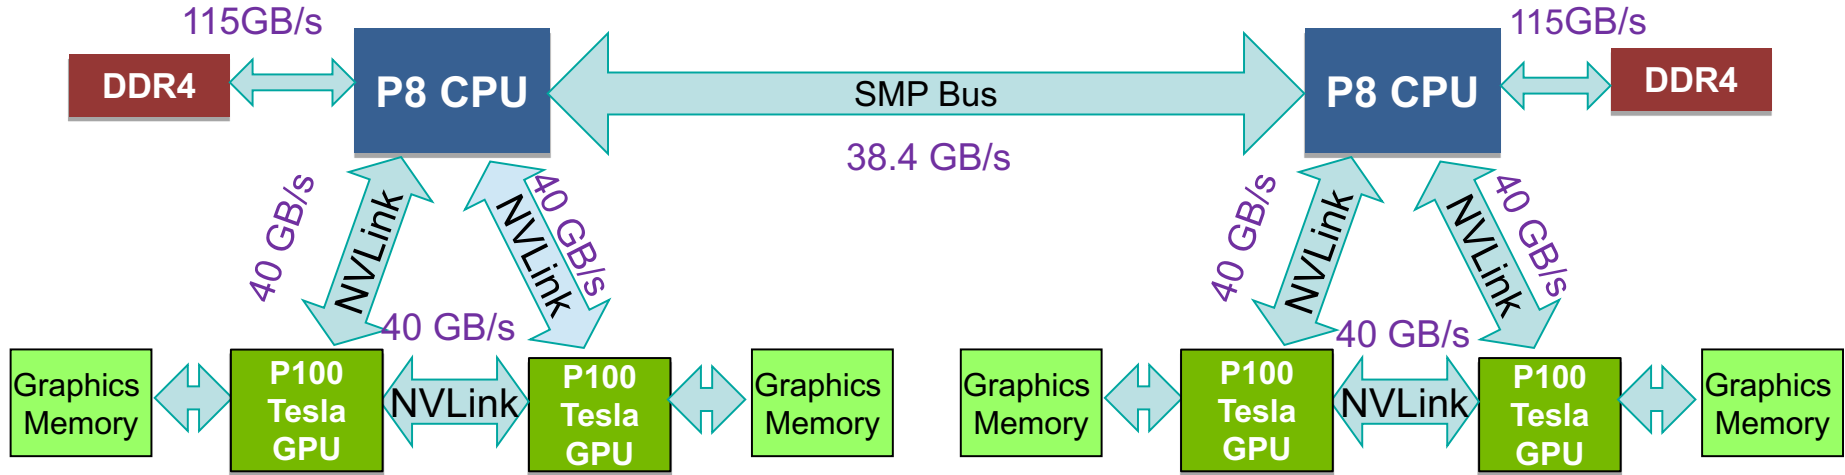 115GB/s
115GB/s
DDR4
P8 CPU
SMP Bus
P8 CPU
DDR4
38.4 GB/s
40 GB/s
NVLink
NVLink
40 GB/s
40 GB/s
NVLink
NVLink
40 GB/s
40 GB/s
40 GB/s
Graphics
Memory
P100
Tesla
GPU
NVLink
P100
Tesla
GPU
Graphics
Memory
Graphics
Memory
P100
Tesla
GPU
NVLink
P100
Tesla
GPU
Graphics
Memory